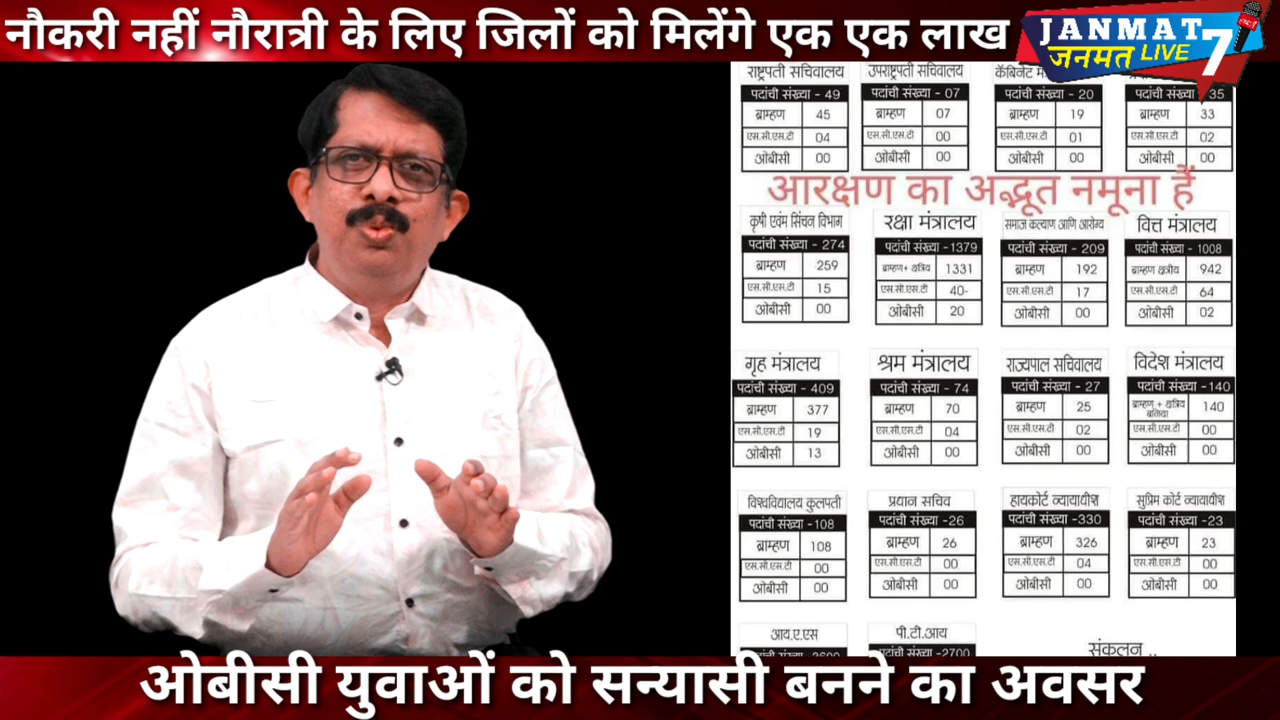 नौकरी नहीं नौरात्री के लिए जिलों को मिलेंगे एक एक लाख
JANMAT
जनमत LIVE 7
राष्ट्रपती सचिवालय
पदांची संख्या - 49
ब्राम्हण 45
एस.सी.एस.टी 04
ओबीसी 00
उपराष्ट्रपती सचिवालय
पदांची संख्या - 07
ब्राम्हण 07
एस.सी.एस.टी 00
ओबीसी 00
कॅबिनेट
पदांची संख्या - 20
ब्राम्हण 19
एस.सी.एस.टी 01
ओबीसी 00
35
ब्राम्हण 33
एस.सी.एस.टी 02
ओबीसी 00
आरक्षण का अद्भूत नमूना हैं
कृषी एवंम सिंचन विभाग
पदांची संख्या - 274
ब्राम्हण 259
एस.सी.एस.टी 15
ओबीसी 00
रक्षा मंत्रालय
पदांची संख्या -1379
ब्राम्हण+ क्षत्रिय 1331
एस.सी.एस.टी 40-
ओबीसी 20
समाज कल्याण आणि आरोग्य
पदांची संख्या - 209
ब्राम्हण 192
एस.सी.एस.टी 17
ओबीसी 00
वित्त मंत्रालय
पदांची संख्या - 1008
ब्राम्हण क्षत्रीय 942
एस.सी.एस.टी 64
ओबीसी 02
गृह मंत्रालय
पदांची संख्या - 409
ब्राम्हण 377
एस.सी.एस.टी 19
ओबीसी 13
श्रम मंत्रालय
पदांची संख्या - 74
ब्राम्हण 70
एस.सी.एस.टी 04
ओबीसी 00
राज्यपाल सचिवालय
पदांची संख्या - 27
ब्राम्हण 25
एस.सी.एस.टी 02
ओबीसी 00
विदेश मंत्रालय
पदांची संख्या -140
ब्राम्हण + क्षत्रिय बनिया 140
एस.सी.एस.टी 00
ओबीसी 00
विश्वविद्यालय कुलपती
पदांची संख्या -108
ब्राम्हण 108
एस.सी.एस.टी 00
ओबीसी 00
प्रधान सचिव
पदांची संख्या -26
ब्राम्हण 26
एस.सी.एस.टी 00
ओबीसी 00
हायकोर्ट न्यायाधीश
पदांची संख्या -330
ब्राम्हण 326
एस.सी.एस.टी 04
ओबीसी 00
सुप्रिम कोर्ट न्यायाधीश
पदांची संख्या -23
ब्राम्हण 23
एस.सी.एस.टी 00
ओबीसी 00
आय.ए.एस
पदांची संख्या -3600
पी.टी.आय
पदांची संख्या -2700
संकलन ..
ओबीसी युवाओं को सन्यासी बनने का अवसर